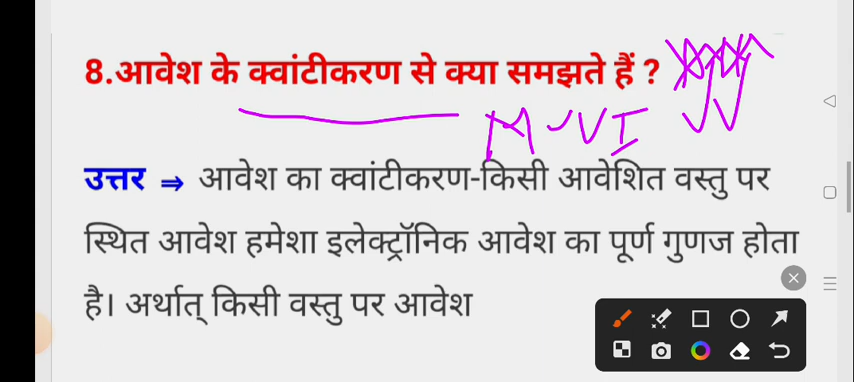 8.आवेश के क्वांटीकरण से क्या समझते हैं ?
M.V.I
उत्तर ⇒ आवेश का क्वांटीकरण-किसी आवेशित वस्तु पर
स्थित आवेश हमेशा इलेक्ट्रॉनिक आवेश का पूर्ण गुणज होता
है। अर्थात् किसी वस्तु पर आवेश